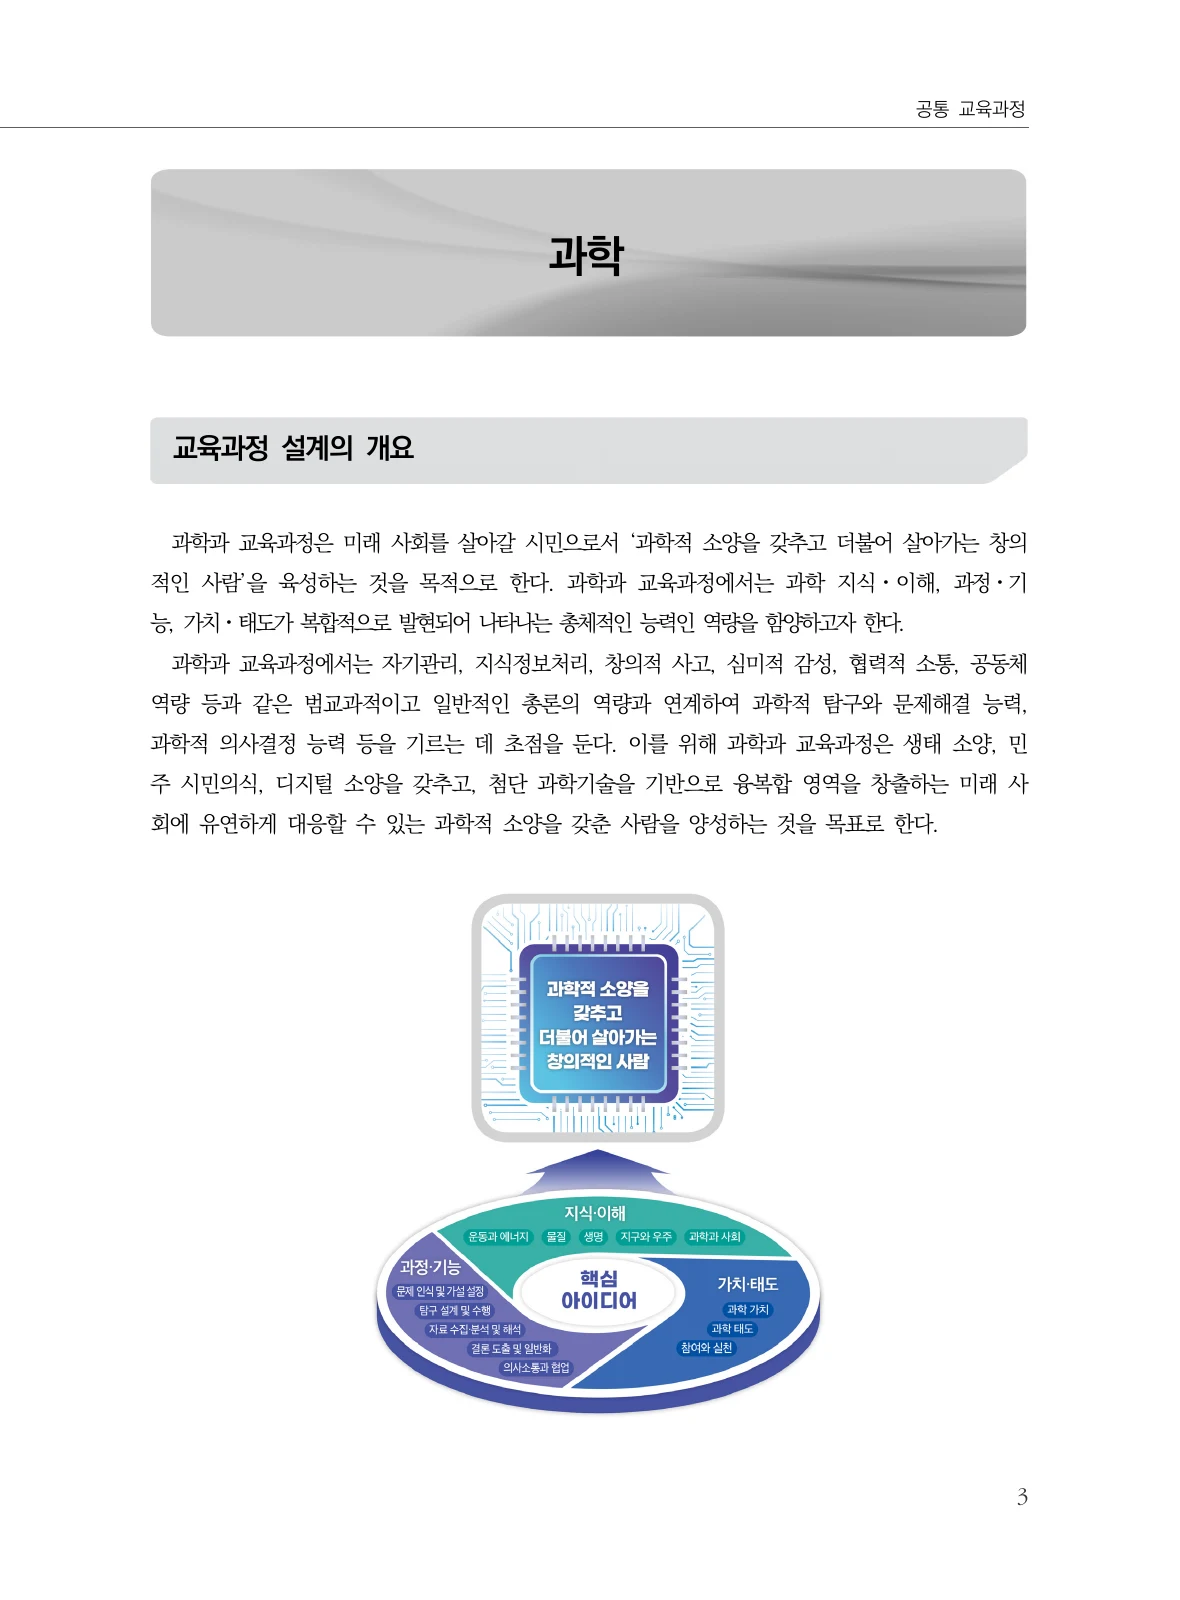 공통 교육과정
과학
교육과정 설계의 개요
과학과 교육과정은 미래 사회를 살아갈 시민으로서 ‘과학적 소양을 갖추고 더불어 살아가는 창의
적인 사람’을 육성하는 것을 목적으로 한다. 과학과 교육과정에서는 과학 지식・이해, 과정・기
능, 가치・태도가 복합적으로 발현되어 나타나는 총체적인 능력인 역량을 함양하고자 한다.
과학과 교육과정에서는 자기관리, 지식정보처리, 창의적 사고, 심미적 감성, 협력적 소통, 공동체
역량 등과 같은 범교과적이고 일반적인 총론의 역량과 연계하여 과학적 탐구와 문제해결 능력,
과학적 의사결정 능력 등을 기르는 데 초점을 둔다. 이를 위해 과학과 교육과정은 생태 소양, 민
주 시민의식, 디지털 소양을 갖추고, 첨단 과학기술을 기반으로 융복합 영역을 창출하는 미래 사
회에 유연하게 대응할 수 있는 과학적 소양을 갖춘 사람을 양성하는 것을 목표로 한다.
과학적 소양을
갖추고
더불어 살아가는
창의적인 사람
지식·이해
운동과 에너지 물질 생명 지구와 우주 과학과 사회
과정·기능
문제 인식 및 가설 설정
탐구 설계 및 수행
자료 수집·분석 및 해석
결론 도출 및 일반화
의사소통과 협업
핵심
아이디어
가치·태도
과학 가치
과학 태도
참여와 실천
3